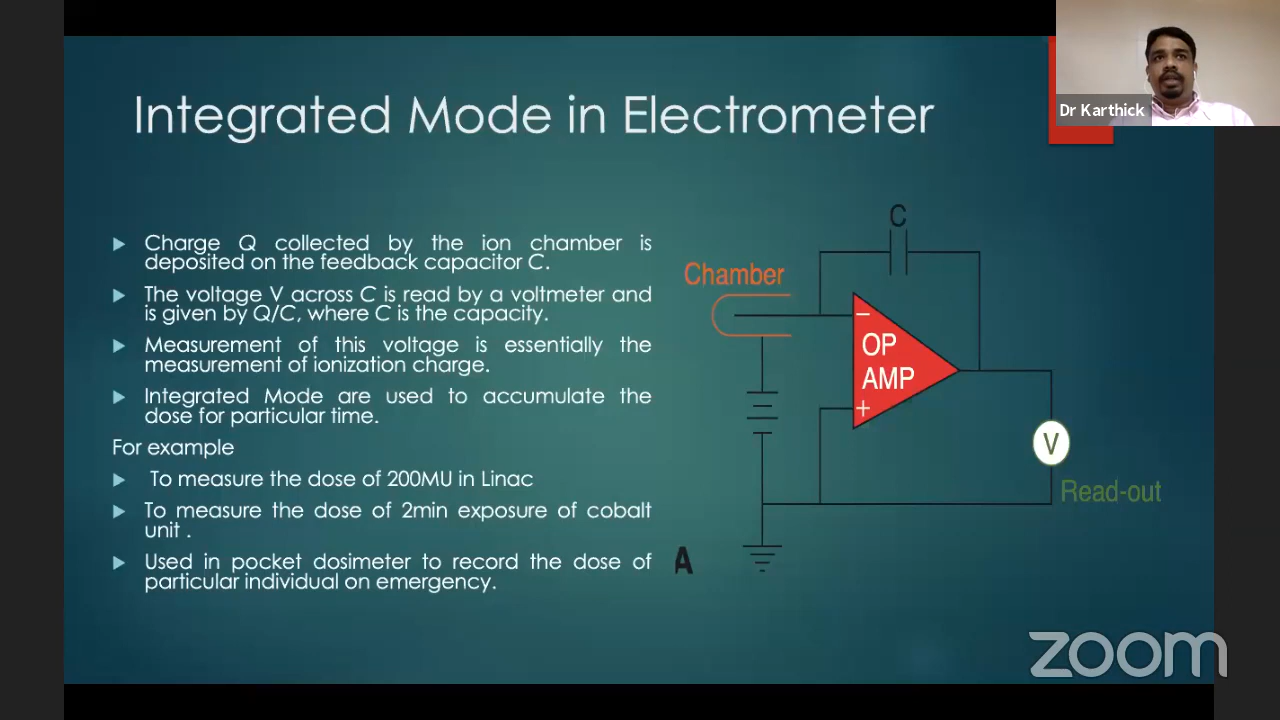 Integrated Mode in Electrometer
Dr Karthick
Charge Q collected by the ion chamber is
deposited on the feedback capacitor C.
The voltage V across C is read by a voltmeter and
is given by Q/C, where C is the capacity.
Measurement of this voltage is essentially the
measurement of ionization charge.
Integrated Mode are used to accumulate the
dose for particular time.
For example
To measure the dose of 200MU in Linac
To measure the dose of 2min exposure of cobalt
unit .
Used in pocket dosimeter to record the dose of
particular individual on emergency.
C
Chamber
−
OP
AMP
+
V
Read-out
A
zoom